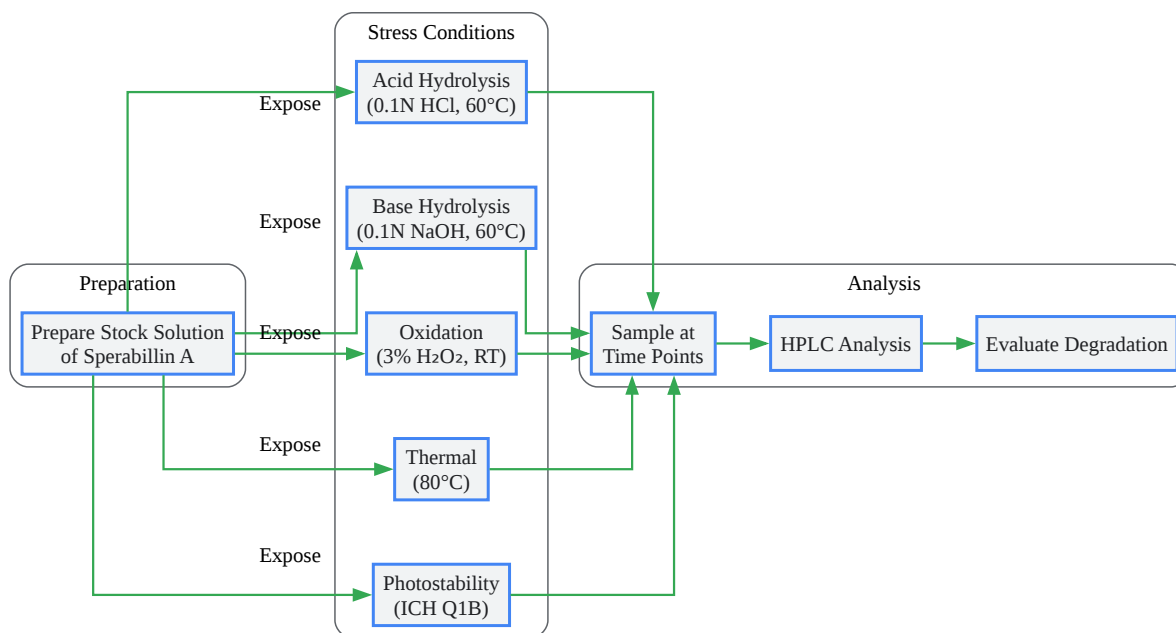 Stress Conditions
Acid Hydrolysis
(0.1N HCl, 60°C)
Expose
Base Hydrolysis
(0.1N NaOH, 60°C)
Expose
Preparation
Prepare Stock Solution
of Sperabillin A
Expose
Oxidation
(3% H₂O₂, RT)
Analysis
Sample at
Time Points
HPLC Analysis
Evaluate Degradation
Expose
Thermal
(80°C)
Expose
Photostability
(ICH Q1B)